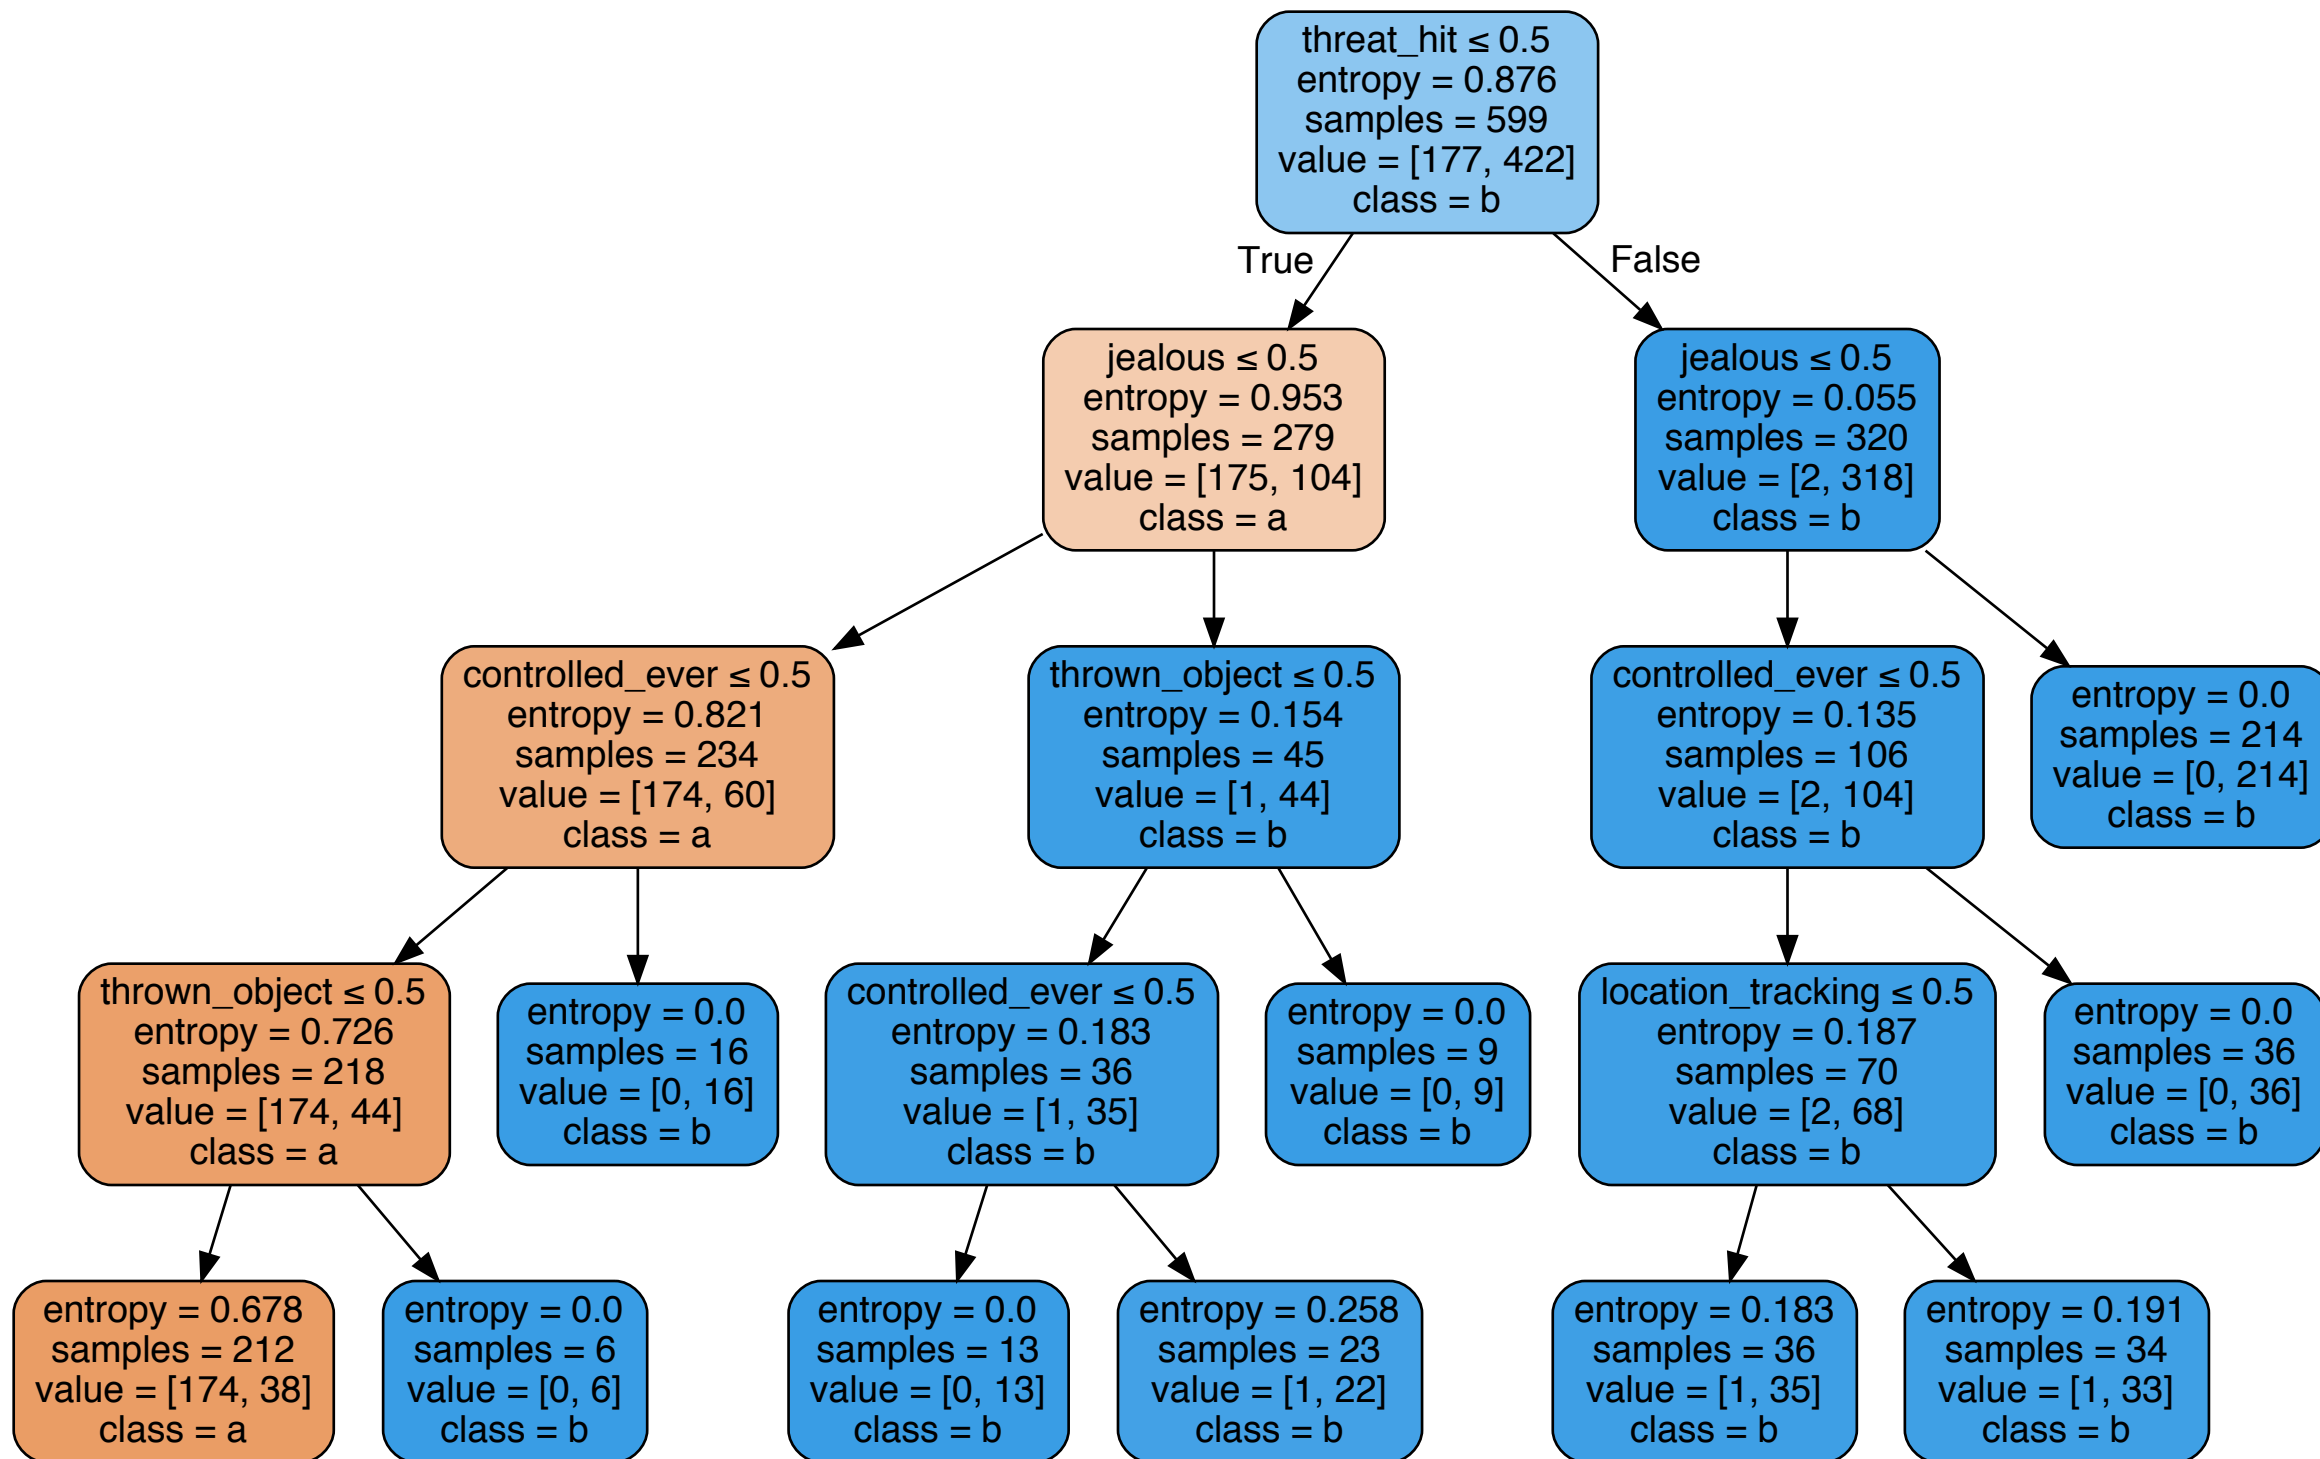 threat_hit ≤ 0.5
entropy = 0.876
samples = 599
value = [177, 422]
class = b
True
False
jealous ≤ 0.5
entropy = 0.953
samples = 279
value = [175, 104]
class = a
jealous ≤ 0.5
entropy = 0.055
samples = 320
value = [2, 318]
class = b
controlled_ever ≤ 0.5
entropy = 0.821
samples = 234
value = [174, 60]
class = a
thrown_object ≤ 0.5
entropy = 0.154
samples = 45
value = [1, 44]
class = b
controlled_ever ≤ 0.5
entropy = 0.135
samples = 106
value = [2, 104]
class = b
entropy = 0.0
samples = 214
value = [0, 214]
class = b
thrown_object ≤ 0.5
entropy = 0.726
samples = 218
value = [174, 44]
class = a
entropy = 0.0
samples = 16
value = [0, 16]
class = b
controlled_ever ≤ 0.5
entropy = 0.183
samples = 36
value = [1, 35]
class = b
entropy = 0.0
samples = 9
value = [0, 9]
class = b
location_tracking ≤ 0.5
entropy = 0.187
samples = 70
value = [2, 68]
class = b
entropy = 0.0
samples = 36
value = [0, 36]
class = b
entropy = 0.678
samples = 212
value = [174, 38]
class = a
entropy = 0.0
samples = 6
value = [0, 6]
class = b
entropy = 0.0
samples = 13
value = [0, 13]
class = b
entropy = 0.258
samples = 23
value = [1, 22]
class = b
entropy = 0.183
samples = 36
value = [1, 35]
class = b
entropy = 0.191
samples = 34
value = [1, 33]
class = b